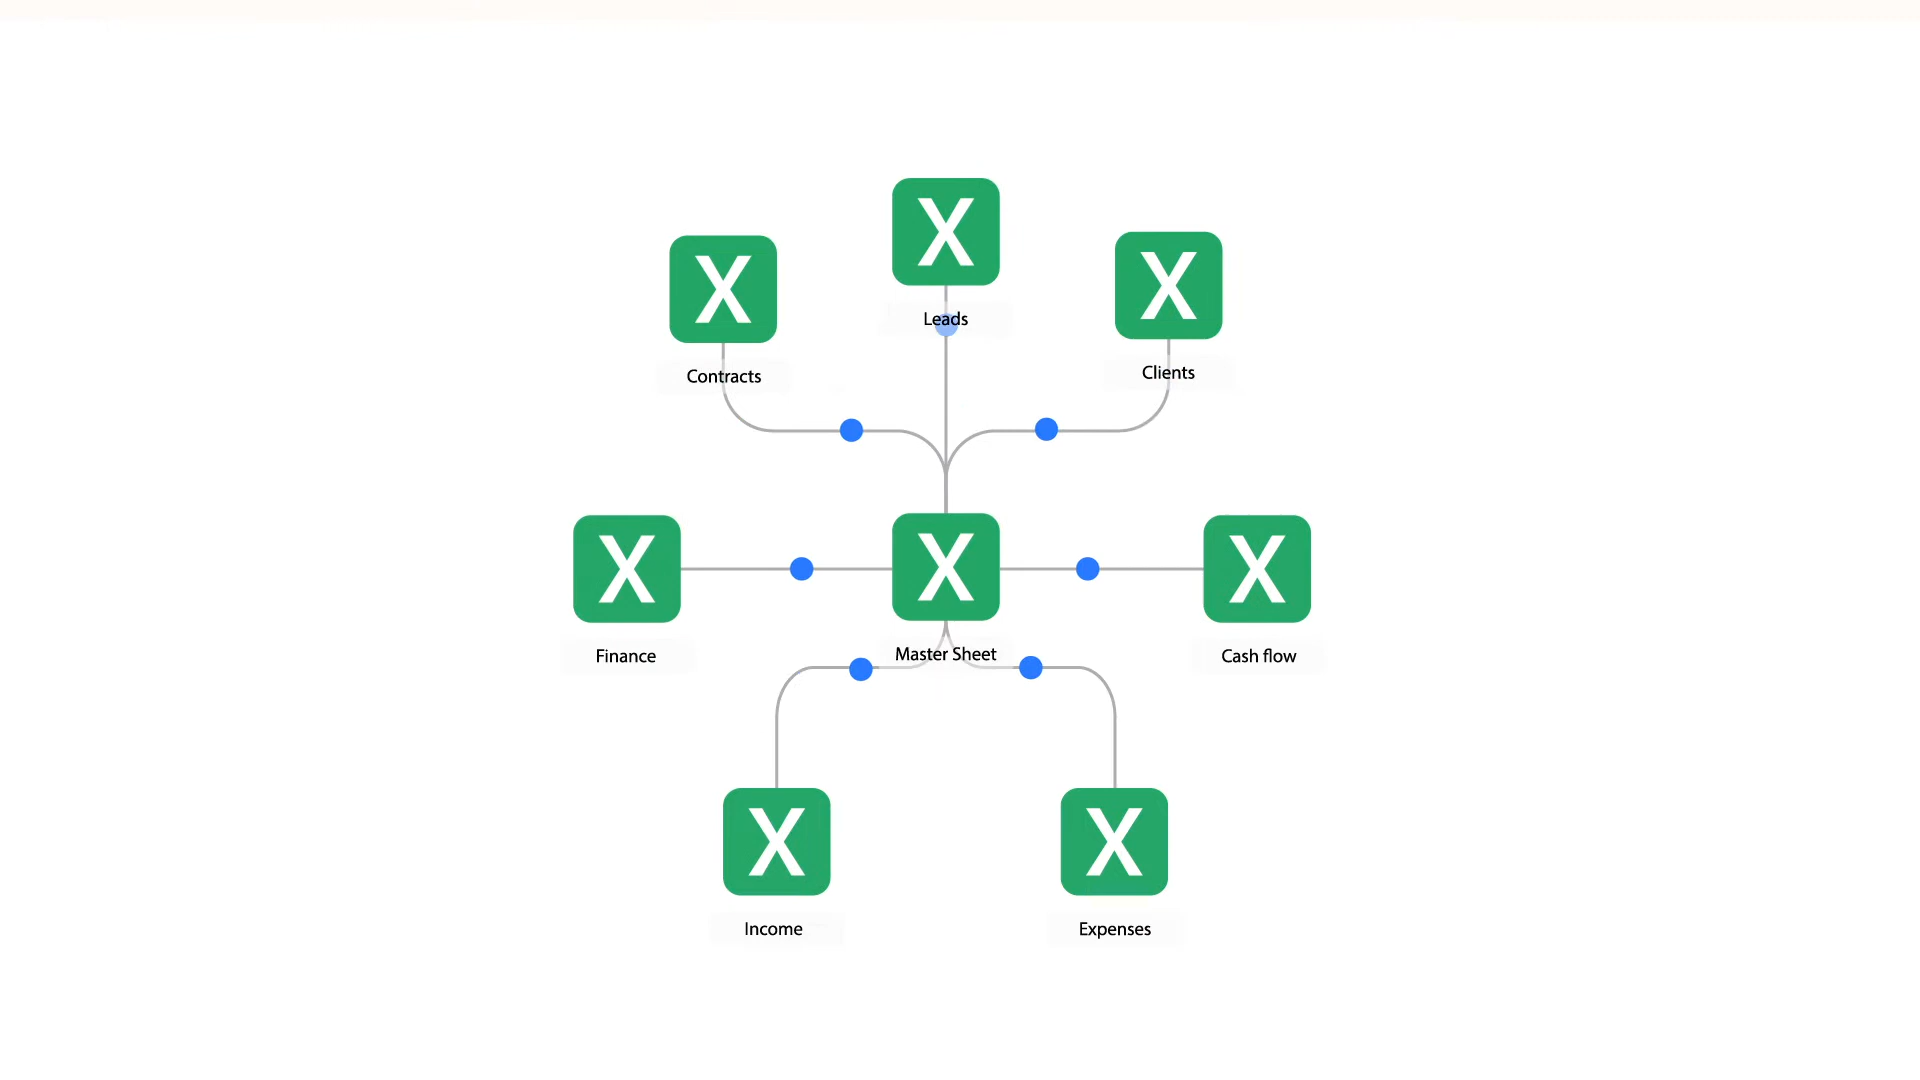 X
Leads
X
Contracts
X
Clients
X
Finance
X
Master Sheet
X
Cash flow
X
Income
X
Expenses